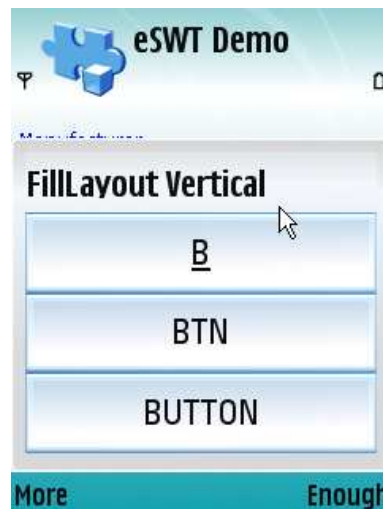 eSWT Demo
FillLayout Vertical
B
BTN
BUTTON
More Enough